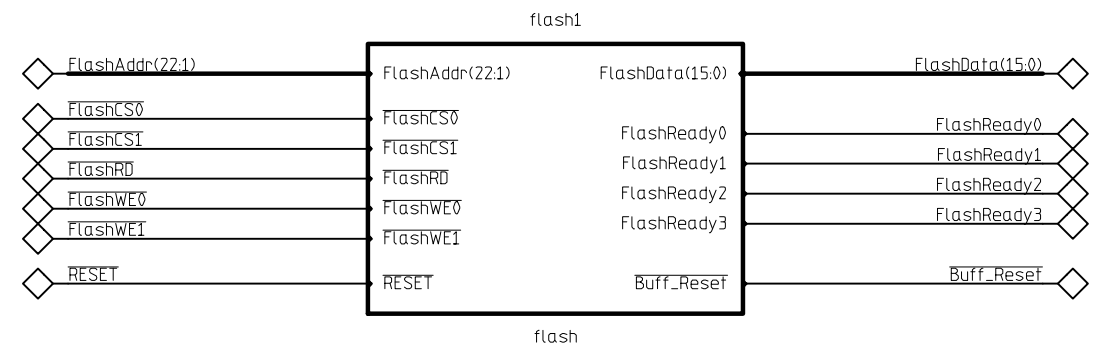 flash1
FlashAddr(22:1) FlashAddr(22:1) FlashData(15:0) FlashData(15:0)
FlashCS0 FlashCS0
FlashReady0 FlashReady0
FlashCS1 FlashCS1
FlashReady1 FlashReady1
FlashRD FlashRD
FlashReady2 FlashReady2
FlashWE0 FlashWE0
FlashReady3 FlashReady3
FlashWE1 FlashWE1
RESET RESET Buff_Reset Buff_Reset
flash